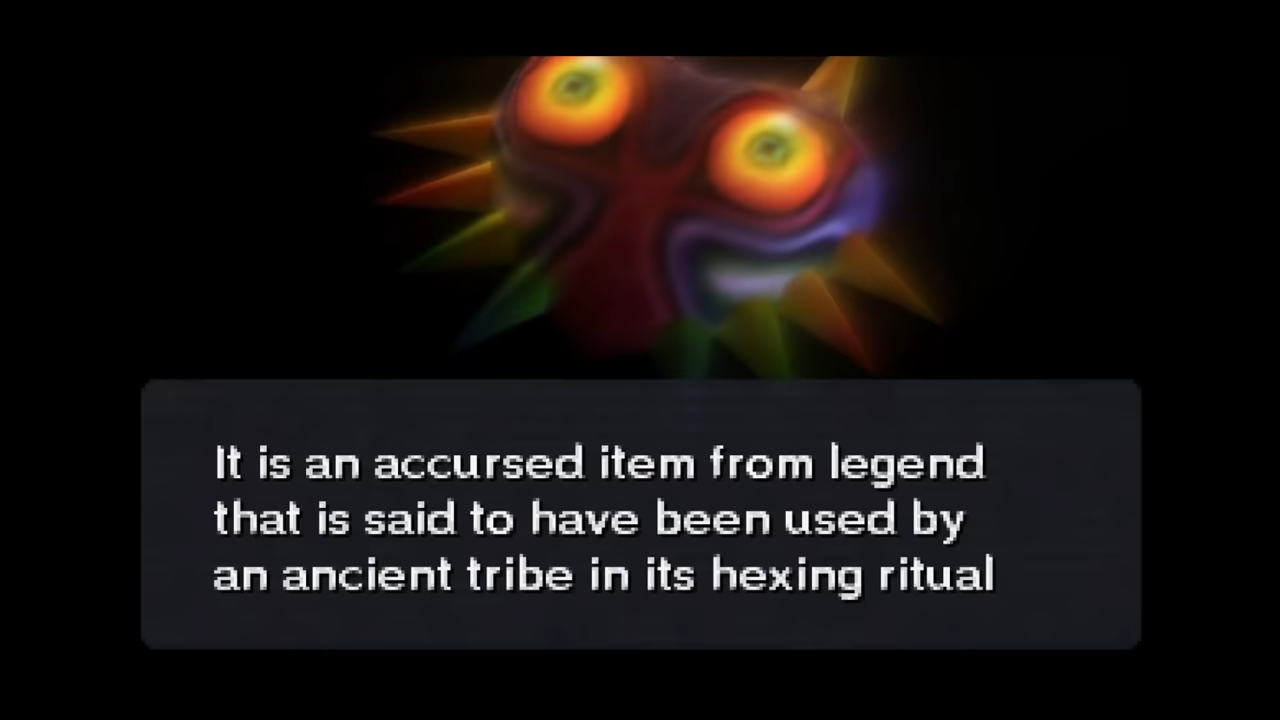 It is an accursed item from legend
that is said to have been used by
an ancient tribe in its hexing ritual